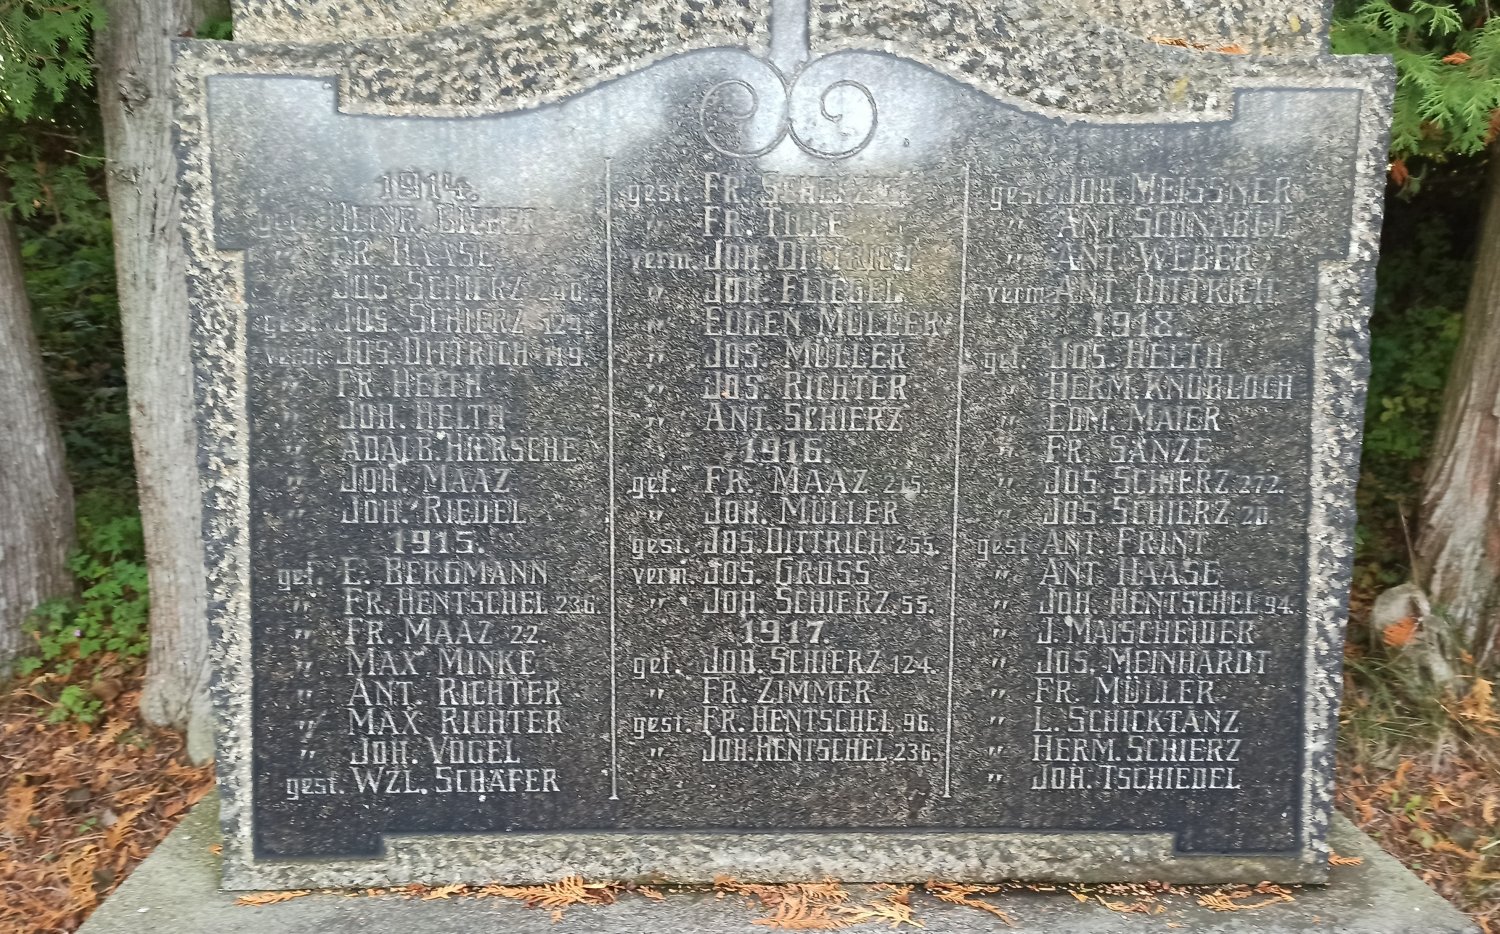 1914.
gef. HEINR.
" FR. HAASE
" JOS. SCHIERZ 240.
gest. JOS. SCHIERZ 129.
verm. JOS. DITTRICH 119.
" FR. HELTH
" JOH. HELTH
" ADALB. HIERSCHE
" JOH. MAAZ
" JOH. RIEDEL
1915.
gef. E. BERGMANN
" FR. HENTSCHEL 236.
" FR. MAAZ 22.
" MAX MINKE
" ANT. RICHTER
" MAX RICHTER
" JOH. VOGEL
gest. WZL. SCHÄFER
gest. FR.
" FR. TILLE
verm. JOH. DITTRICH
" JOH. FLIEGEL
" EUGEN MÜLLER
" JOS. MÜLLER
" JOS. RICHTER
" ANT. SCHIERZ
1916.
gef. FR. MAAZ 215.
" JOH. MÜLLER
gest. JOS. DITTRICH 255.
verm. JOS. GROSS
" JOH. SCHIERZ 55.
1917.
gef. JOH. SCHIERZ 124.
" FR. ZIMMER
gest. FR. HENTSCHEL 96.
" JOH. HENTSCHEL 236.
gest. JOH. MEISSNER
" ANT. SCHNABEL
" ANT. WEBER
verm. ANT. DITTRICH
1918.
gef. JOS. HELTH
" HERM. KNOBLOCH
" EDM. MAIER
" FR. SÄNZE
" JOS. SCHIERZ 272.
" JOS. SCHIERZ 20.
gest. ANT. PRINT
" ANT. HAASE
" JOH. HENTSCHEL 94.
" J. MAISCHEIDER
" JOS. MEINHARDT
" FR. MÜLLER
" L. SCHICKTANZ
" HERM. SCHIERZ
" JOH. TSCHIEDEL